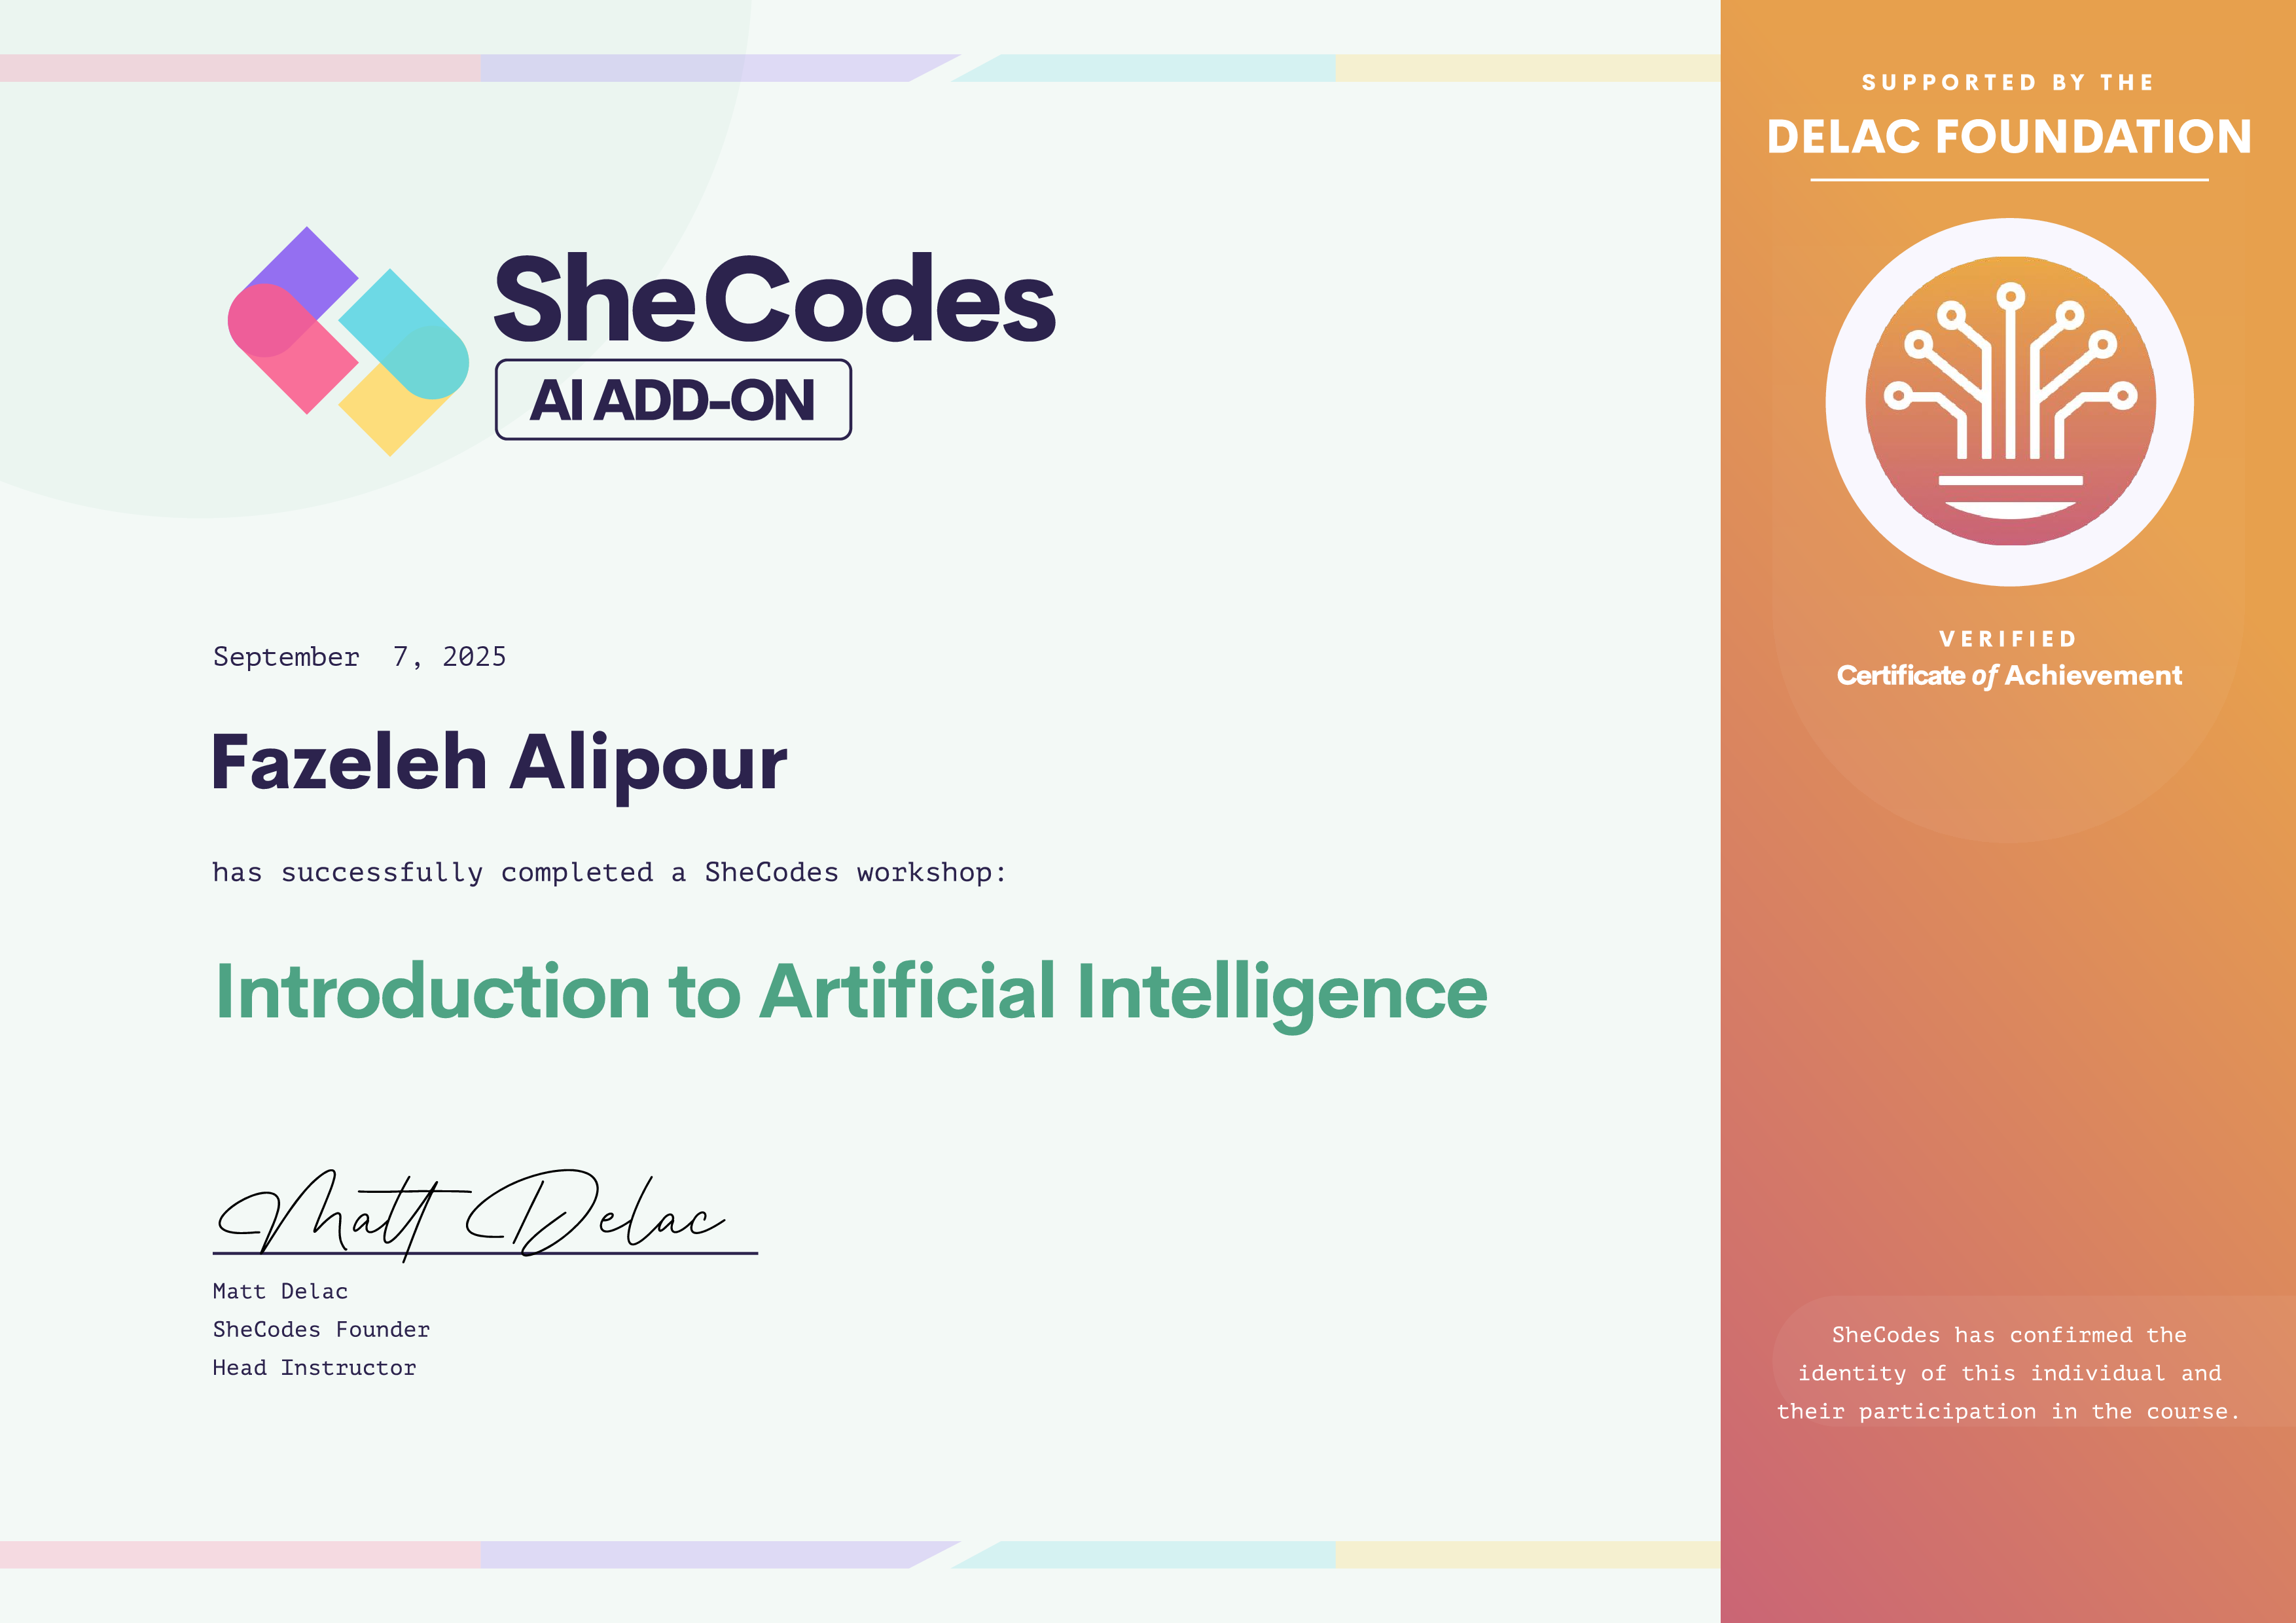 SheCodes
AI ADD-ON
September  7, 2025
Fazeleh Alipour
has successfully completed a SheCodes workshop:
Introduction to Artificial Intelligence
Matt Delac
Matt Delac
SheCodes Founder
Head Instructor
SUPPORTED BY THE
DELAC FOUNDATION
VERIFIED
Certificate of Achievement
SheCodes has confirmed the
identity of this individual and
their participation in the course.